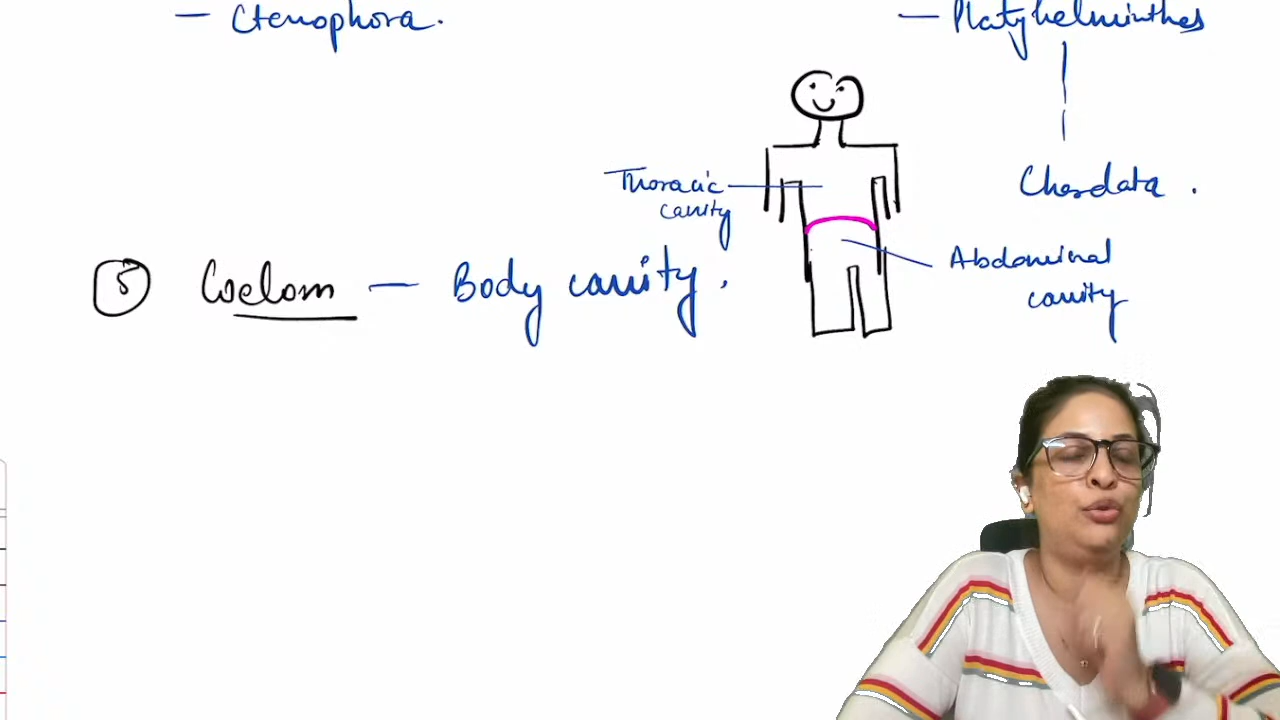 — Ctenophora.
— Platyhelminthes
Chordata .
Thoracic
cavity
Abdominal
cavity
5 Coelom — Body cavity.